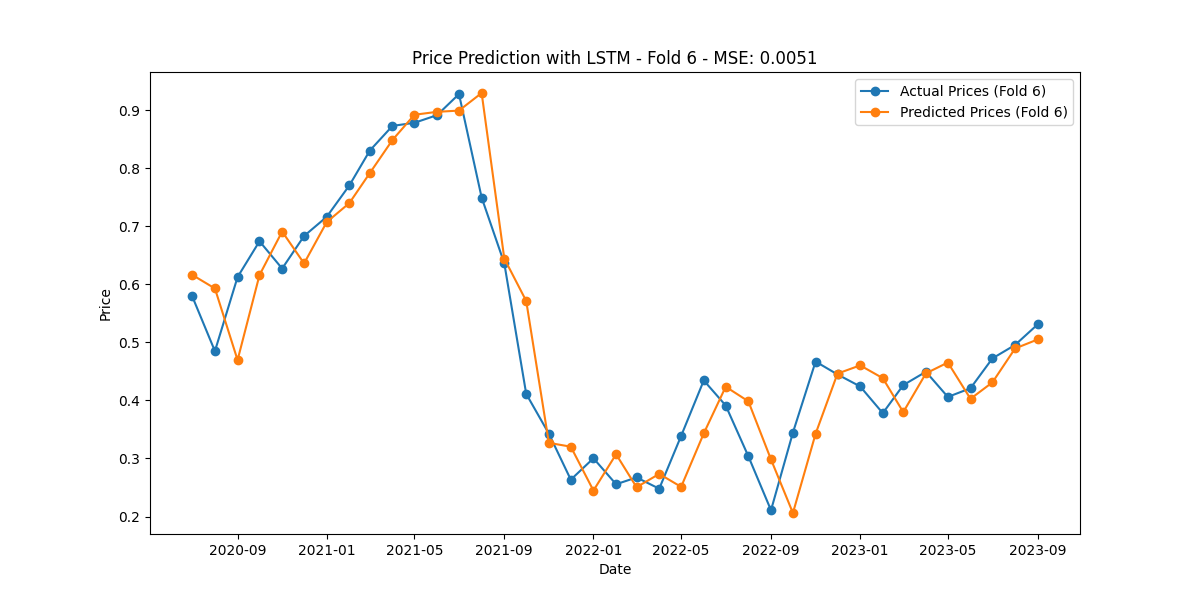 Price Prediction with LSTM - Fold 6 - MSE: 0.0051
Actual Prices (Fold 6)
Predicted Prices (Fold 6)
Price
0.9
0.8
0.7
0.6
0.5
0.4
0.3
0.2
2020-09 2021-01 2021-05 2021-09 2022-01 2022-05 2022-09 2023-01 2023-05 2023-09
Date